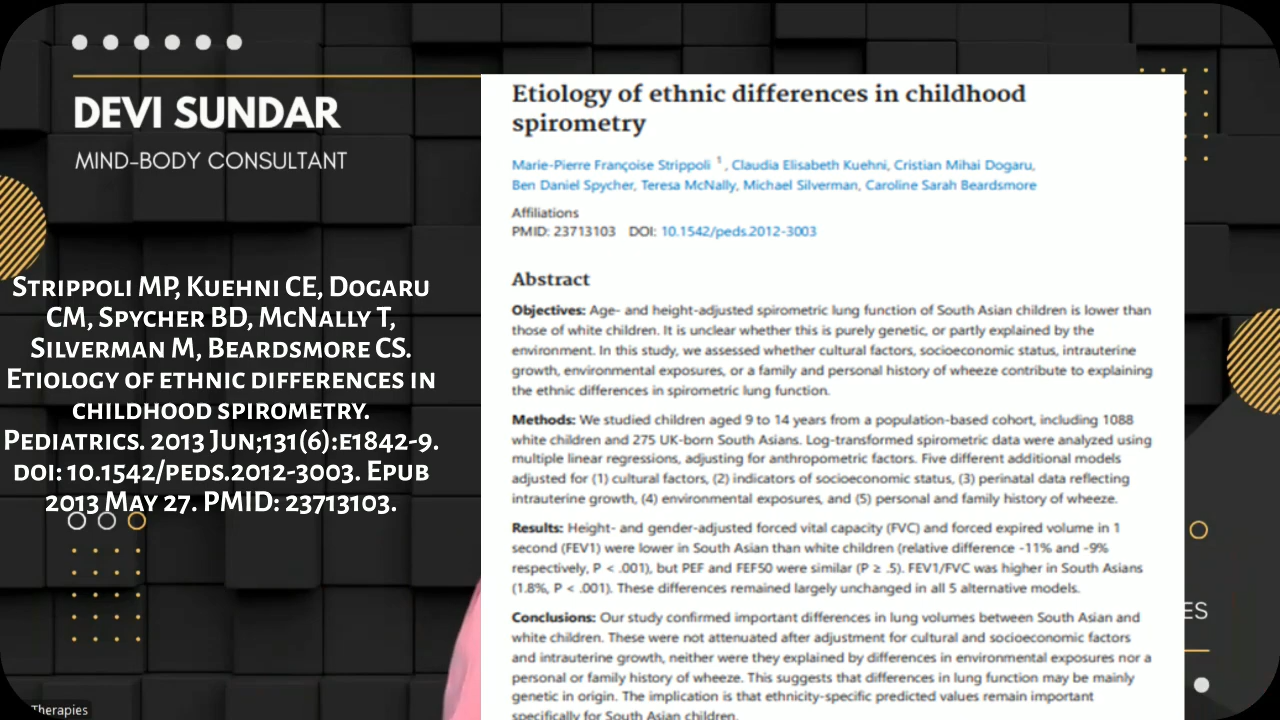 DEVI SUNDAR
MIND-BODY CONSULTANT
Strippoli MP, Kuehni CE, Dogaru
CM, Spycher BD, McNally T,
Silverman M, Beardsmore CS.
Etiology of ethnic differences in
childhood spirometry.
Pediatrics. 2013 Jun;131(6):e1842-9.
doi: 10.1542/peds.2012-3003. Epub
2013 May 27. PMID: 23713103.
Therapies
Etiology of ethnic differences in childhood
spirometry
Marie-Pierre Françoise Strippoli 1, Claudia Elisabeth Kuehni, Cristian Mihai Dogaru,
Ben Daniel Spycher, Teresa McNally, Michael Silverman, Caroline Sarah Beardsmore
Affiliations
PMID: 23713103 DOI: 10.1542/peds.2012-3003
Abstract
Objectives: Age- and height-adjusted spirometric lung function of South Asian children is lower than
those of white children. It is unclear whether this is purely genetic, or partly explained by the
environment. In this study, we assessed whether cultural factors, socioeconomic status, intrauterine
growth, environmental exposures, or a family and personal history of wheeze contribute to explaining
the ethnic differences in spirometric lung function.
Methods: We studied children aged 9 to 14 years from a population-based cohort, including 1088
white children and 275 UK-born South Asians. Log-transformed spirometric data were analyzed using
multiple linear regressions, adjusting for anthropometric factors. Five different additional models
adjusted for (1) cultural factors, (2) indicators of socioeconomic status, (3) perinatal data reflecting
intrauterine growth, (4) environmental exposures, and (5) personal and family history of wheeze.
Results: Height- and gender-adjusted forced vital capacity (FVC) and forced expired volume in 1
second (FEV1) were lower in South Asian than white children (relative difference -11% and -9%
respectively, P < .001), but PEF and FEF50 were similar (P ≥ .5). FEV1/FVC was higher in South Asians
(1.8%, P < .001). These differences remained largely unchanged in all 5 alternative models.
Conclusions: Our study confirmed important differences in lung volumes between South Asian and
white children. These were not attenuated after adjustment for cultural and socioeconomic factors
and intrauterine growth, neither were they explained by differences in environmental exposures nor a
personal or family history of wheeze. This suggests that differences in lung function may be mainly
genetic in origin. The implication is that ethnicity-specific predicted values remain important
specifically for South Asian children.
ES